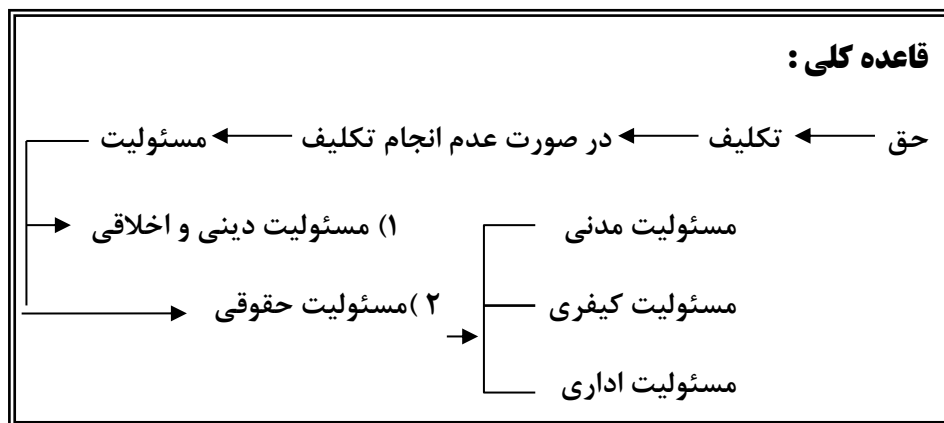 قاعده کلی :
حق تکلیف در صورت عدم انجام تکلیف مسئولیت
۱) مسئولیت دینی و اخلاقی
۲ )مسئولیت حقوقی
مسئولیت مدنی
مسئولیت کیفری
مسئولیت اداری